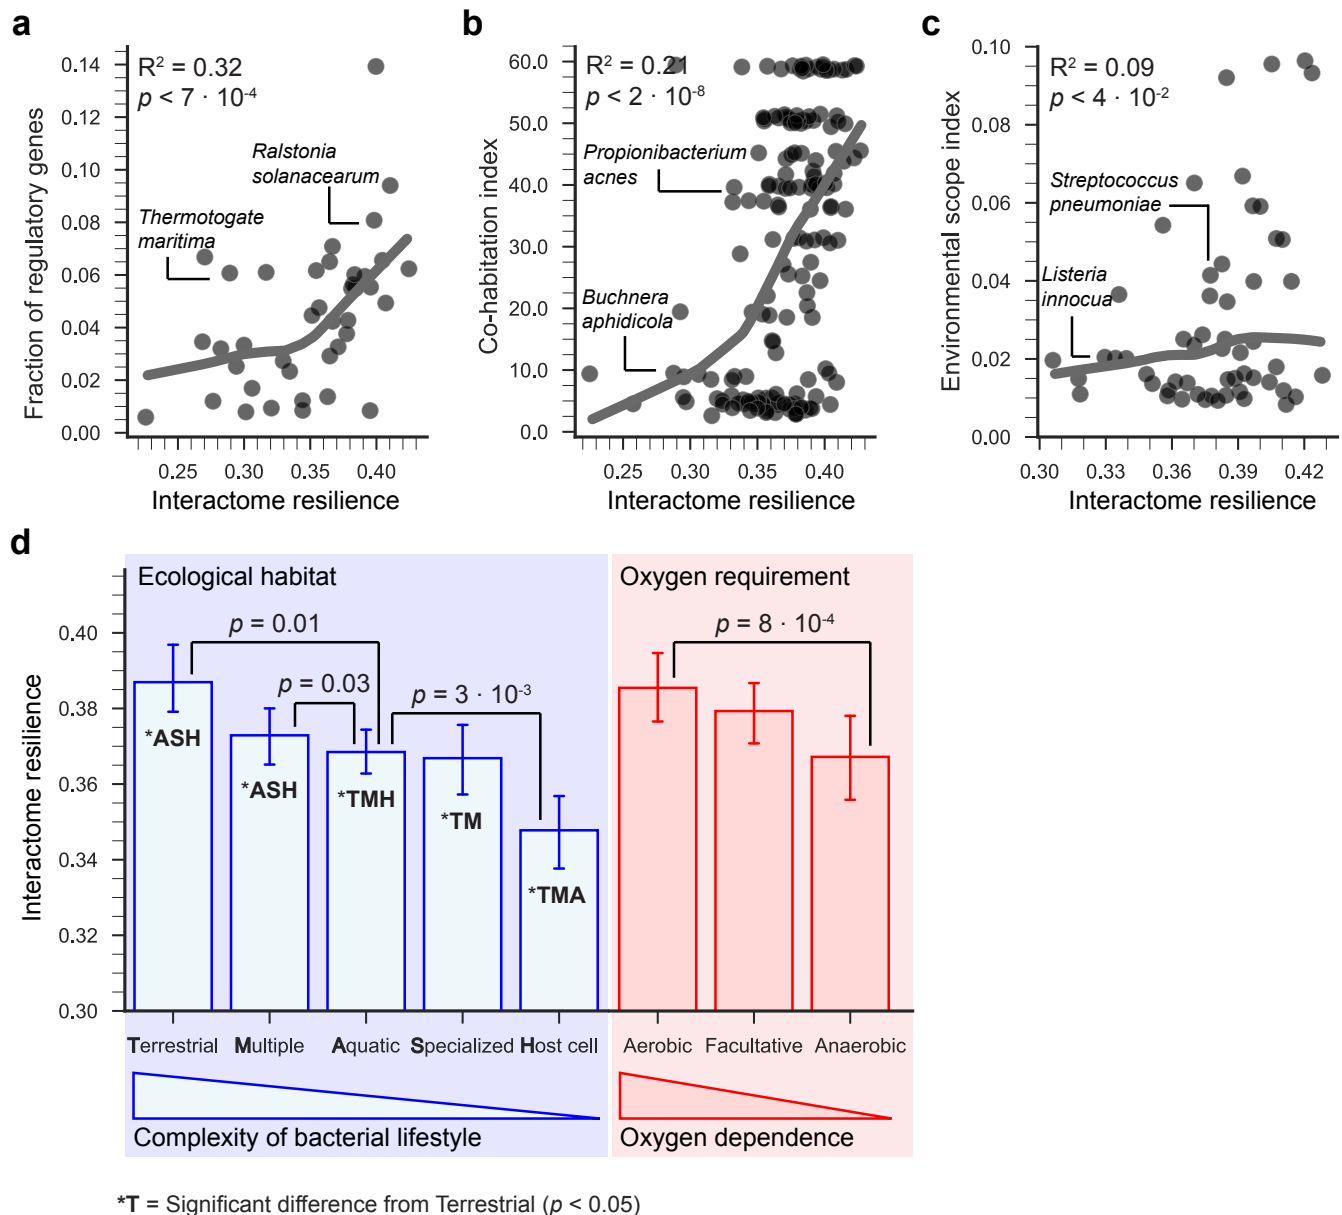 a
R² = 0.32
p < 7 · 10⁻⁴
Ralstonia
solanacearum
Thermotogate
maritima
Fraction of regulatory genes
0.14
0.12
0.10
0.08
0.06
0.04
0.02
0.00
0.25 0.30 0.35 0.40
Interactome resilience
b
R² = 0.21
p < 2 · 10⁻⁸
Propionibacterium
acnes
Buchnera
aphidicola
Co-habitation index
60.0
50.0
40.0
30.0
20.0
10.0
0.0
0.25 0.30 0.35 0.40
Interactome resilience
c
R² = 0.09
p < 4 · 10⁻²
Streptococcus
pneumoniae
Listeria
innocua
Environmental scope index
0.10
0.08
0.06
0.04
0.02
0.00
0.30 0.33 0.36 0.39 0.42
Interactome resilience
d
Ecological habitat
Oxygen requirement
p = 0.01
p = 8 · 10⁻⁴
p = 0.03
p = 3 · 10⁻³
*ASH
*ASH
*TMH
*TM
*TMA
Interactome resilience
0.40
0.38
0.36
0.34
0.32
0.30
Terrestrial Multiple Aquatic Specialized Host cell Aerobic Facultative Anaerobic
Complexity of bacterial lifestyle
Oxygen dependence
*T = Significant difference from Terrestrial (p < 0.05)